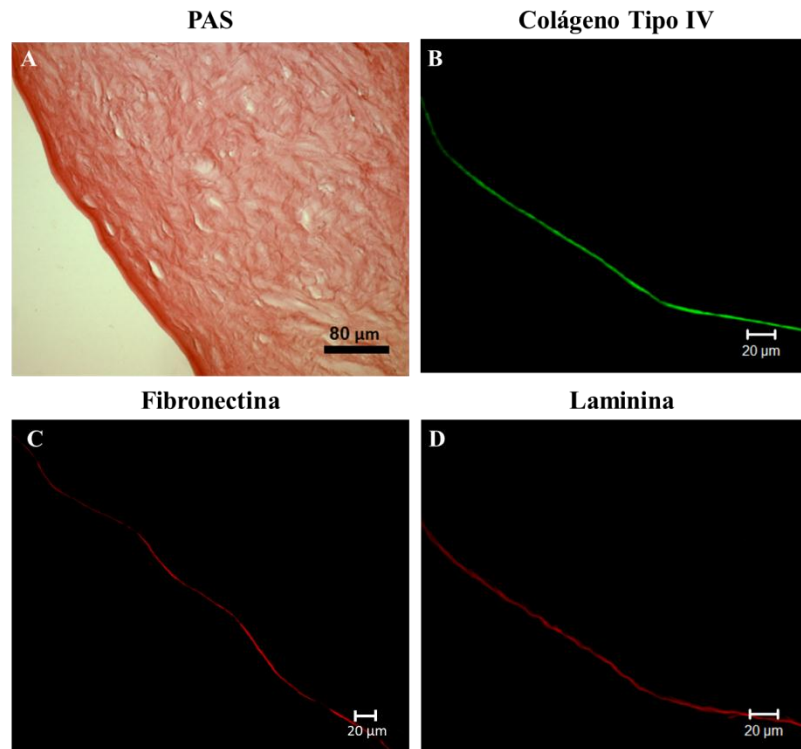 PAS
Colágeno Tipo IV
A
B
80 µm
20 µm
Fibronectina
Laminina
C
D
20 µm
20 µm